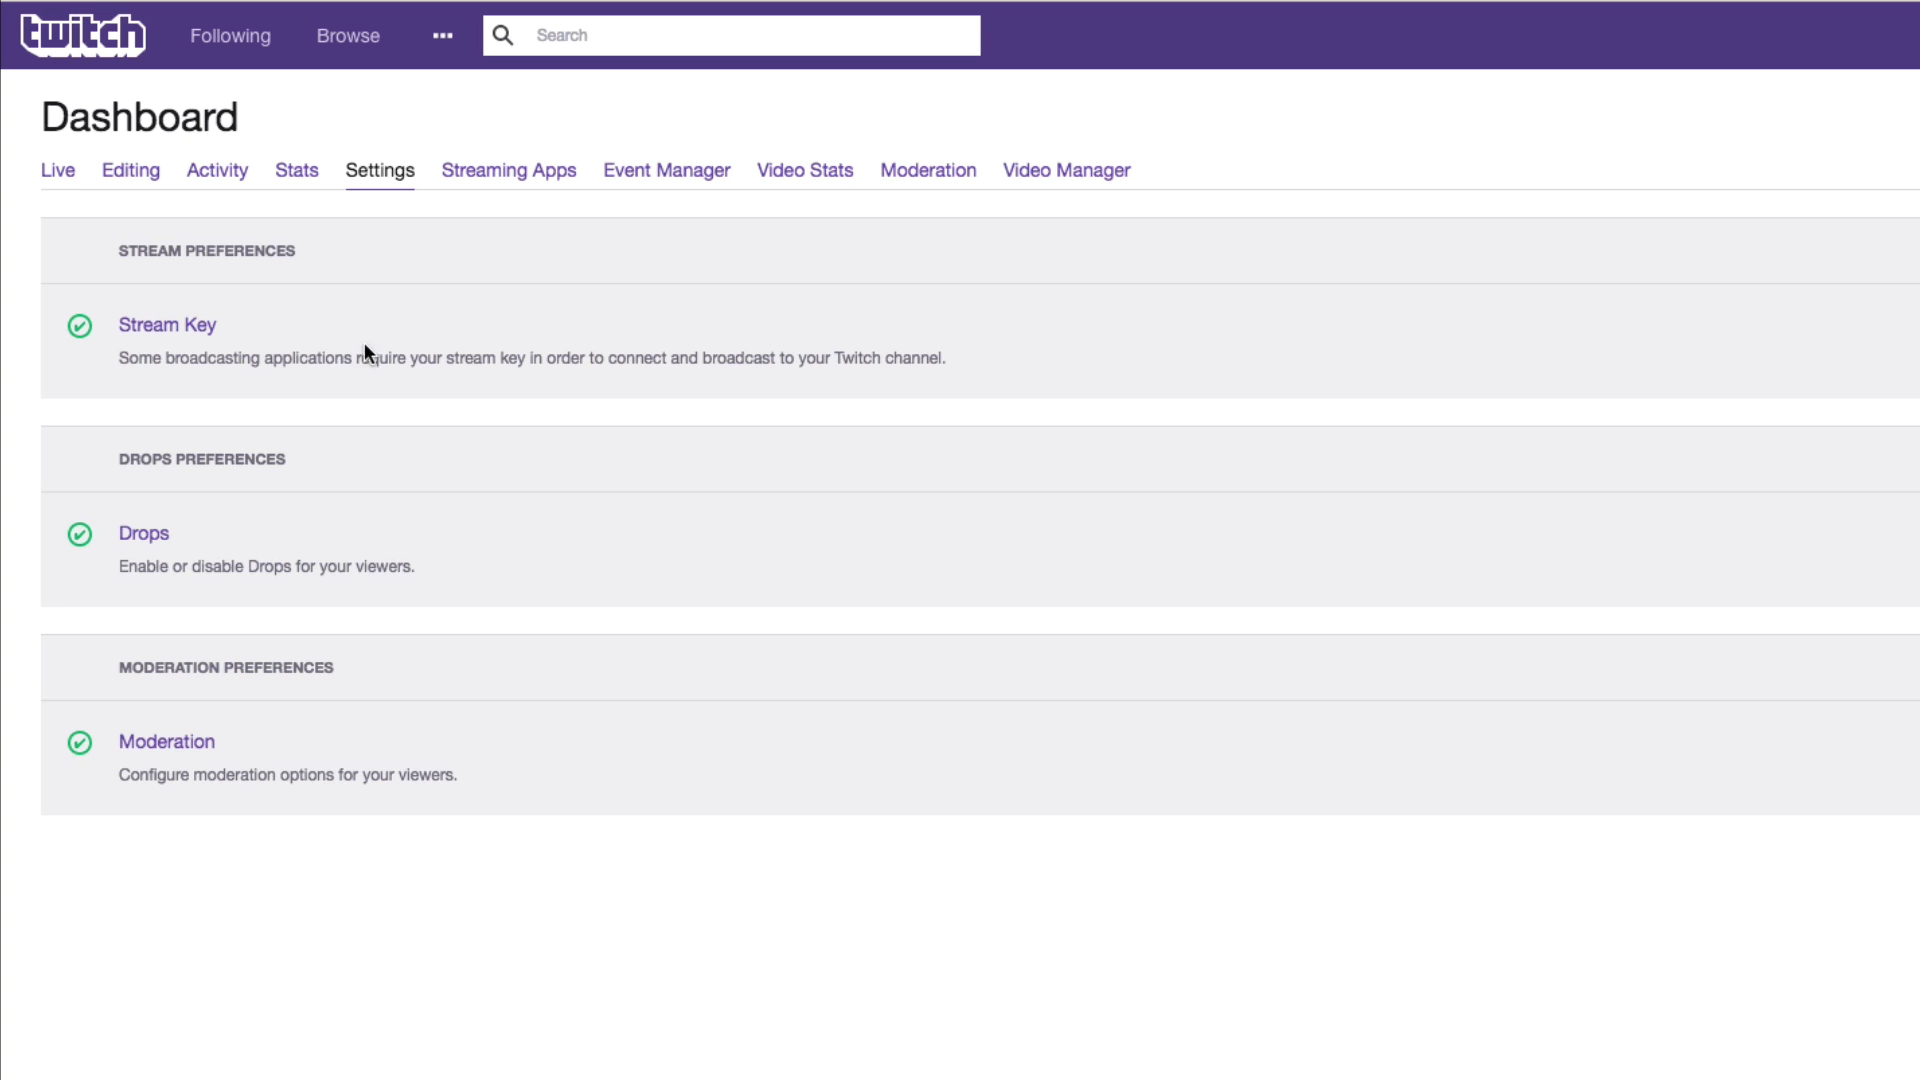 twitch Following Browse ••• Search
Dashboard
Live Editing Activity Stats Settings Streaming Apps Event Manager Video Stats Moderation Video Manager
STREAM PREFERENCES
Stream Key
Some broadcasting applications require your stream key in order to connect and broadcast to your Twitch channel.
DROPS PREFERENCES
Drops
Enable or disable Drops for your viewers.
MODERATION PREFERENCES
Moderation
Configure moderation options for your viewers.